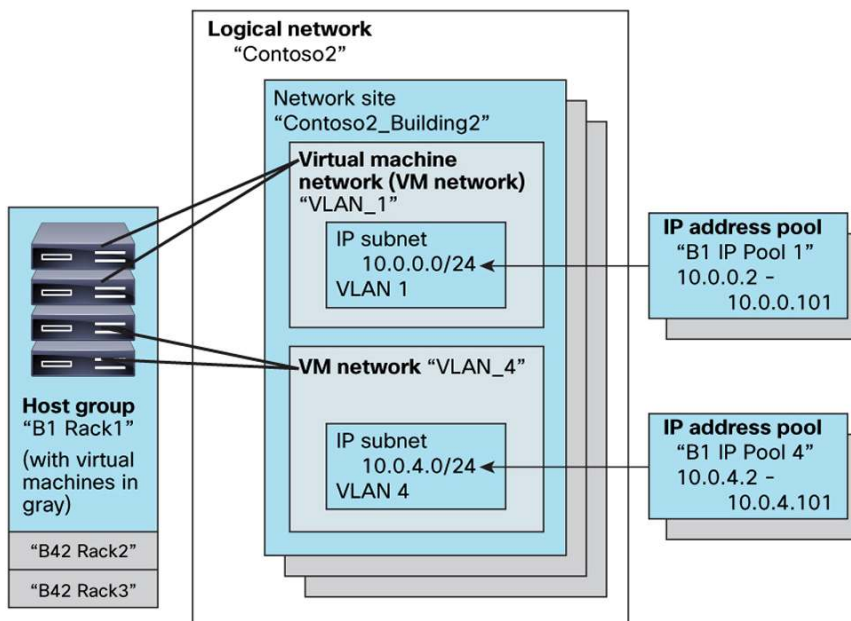 Logical network
“Contoso2”
Network site
“Contoso2_Building2”
Virtual machine
network (VM network)
“VLAN_1”
IP subnet
10.0.0.0/24
VLAN 1
VM network “VLAN_4”
IP subnet
10.0.4.0/24
VLAN 4
Host group
“B1 Rack1”
(with virtual
machines in
gray)
“B42 Rack2”
“B42 Rack3”
IP address pool
“B1 IP Pool 1”
10.0.0.2 –
10.0.0.101
IP address pool
“B1 IP Pool 4”
10.0.4.2 –
10.0.4.101